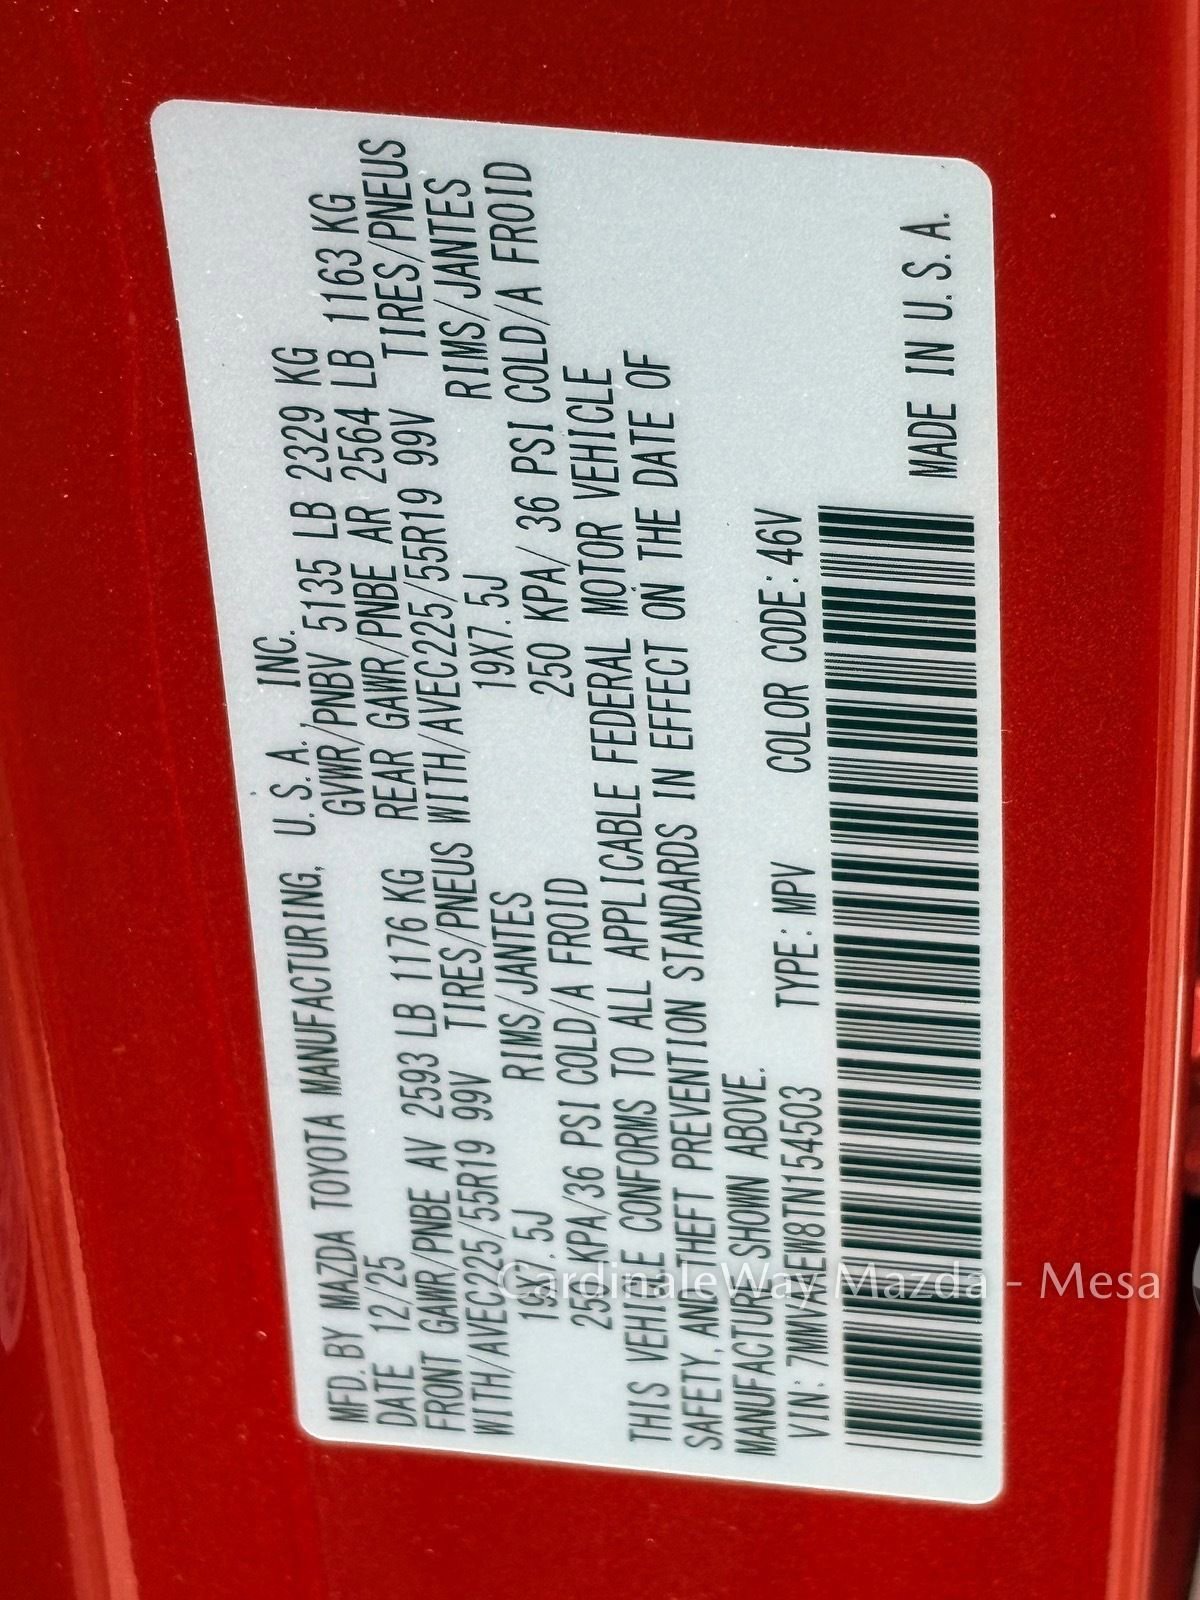 MFD. BY MAZDA TOYOTA MANUFACTURING, U.S.A., INC.
DATE 12/25 GVWR/PNBV 5135 LB 2329 KG
FRONT GAWR/PNBE AV 2593 LB 1176 KG REAR GAWR/PNBE AR 2564 LB 1163 KG
WITH/AVEC225/55R19 99V TIRES/PNEUS WITH/AVEC225/55R19 99V TIRES/PNEUS
19X7.5J RIMS/JANTES 19X7.5J RIMS/JANTES
250 KPA/36 PSI COLD/A FROID 250 KPA/ 36 PSI COLD/A FROID
THIS VEHICLE CONFORMS TO ALL APPLICABLE FEDERAL MOTOR VEHICLE
SAFETY, AND THEFT PREVENTION STANDARDS IN EFFECT ON THE DATE OF
MANUFACTURE SHOWN ABOVE.
VIN: 7MMVAAEW8TN154503 TYPE: MPV COLOR CODE: 46V
MADE IN U.S.A.
CardinaleWay Mazda - Mesa